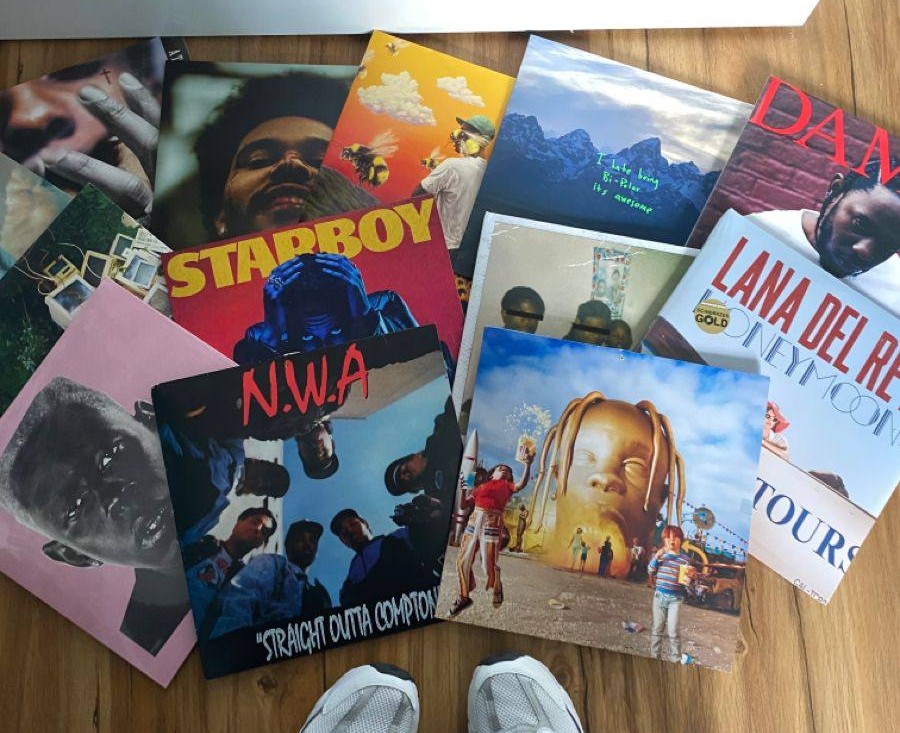 STARBOY
I hate being
Bi-Polar
its awesome
DAM
LANA DEL RE
HONEYMOON
GOLD
N.W.A
"STRAIGHT OUTTA COMPTON
TOURS